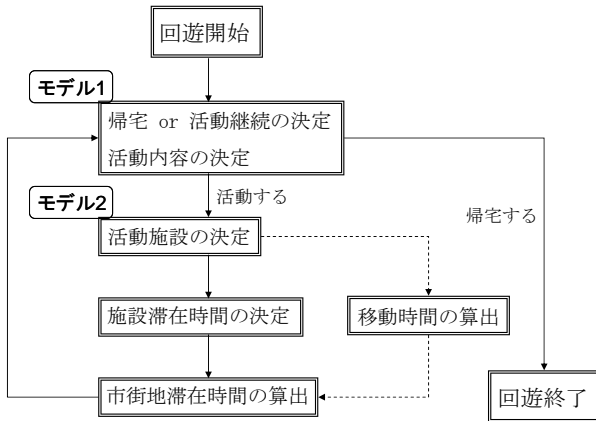 回遊開始
モデル1
帰宅 or 活動継続の決定
活動内容の決定
活動する
モデル2
帰宅する
活動施設の決定
施設滞在時間の決定
移動時間の算出
市街地滞在時間の算出
回遊終了